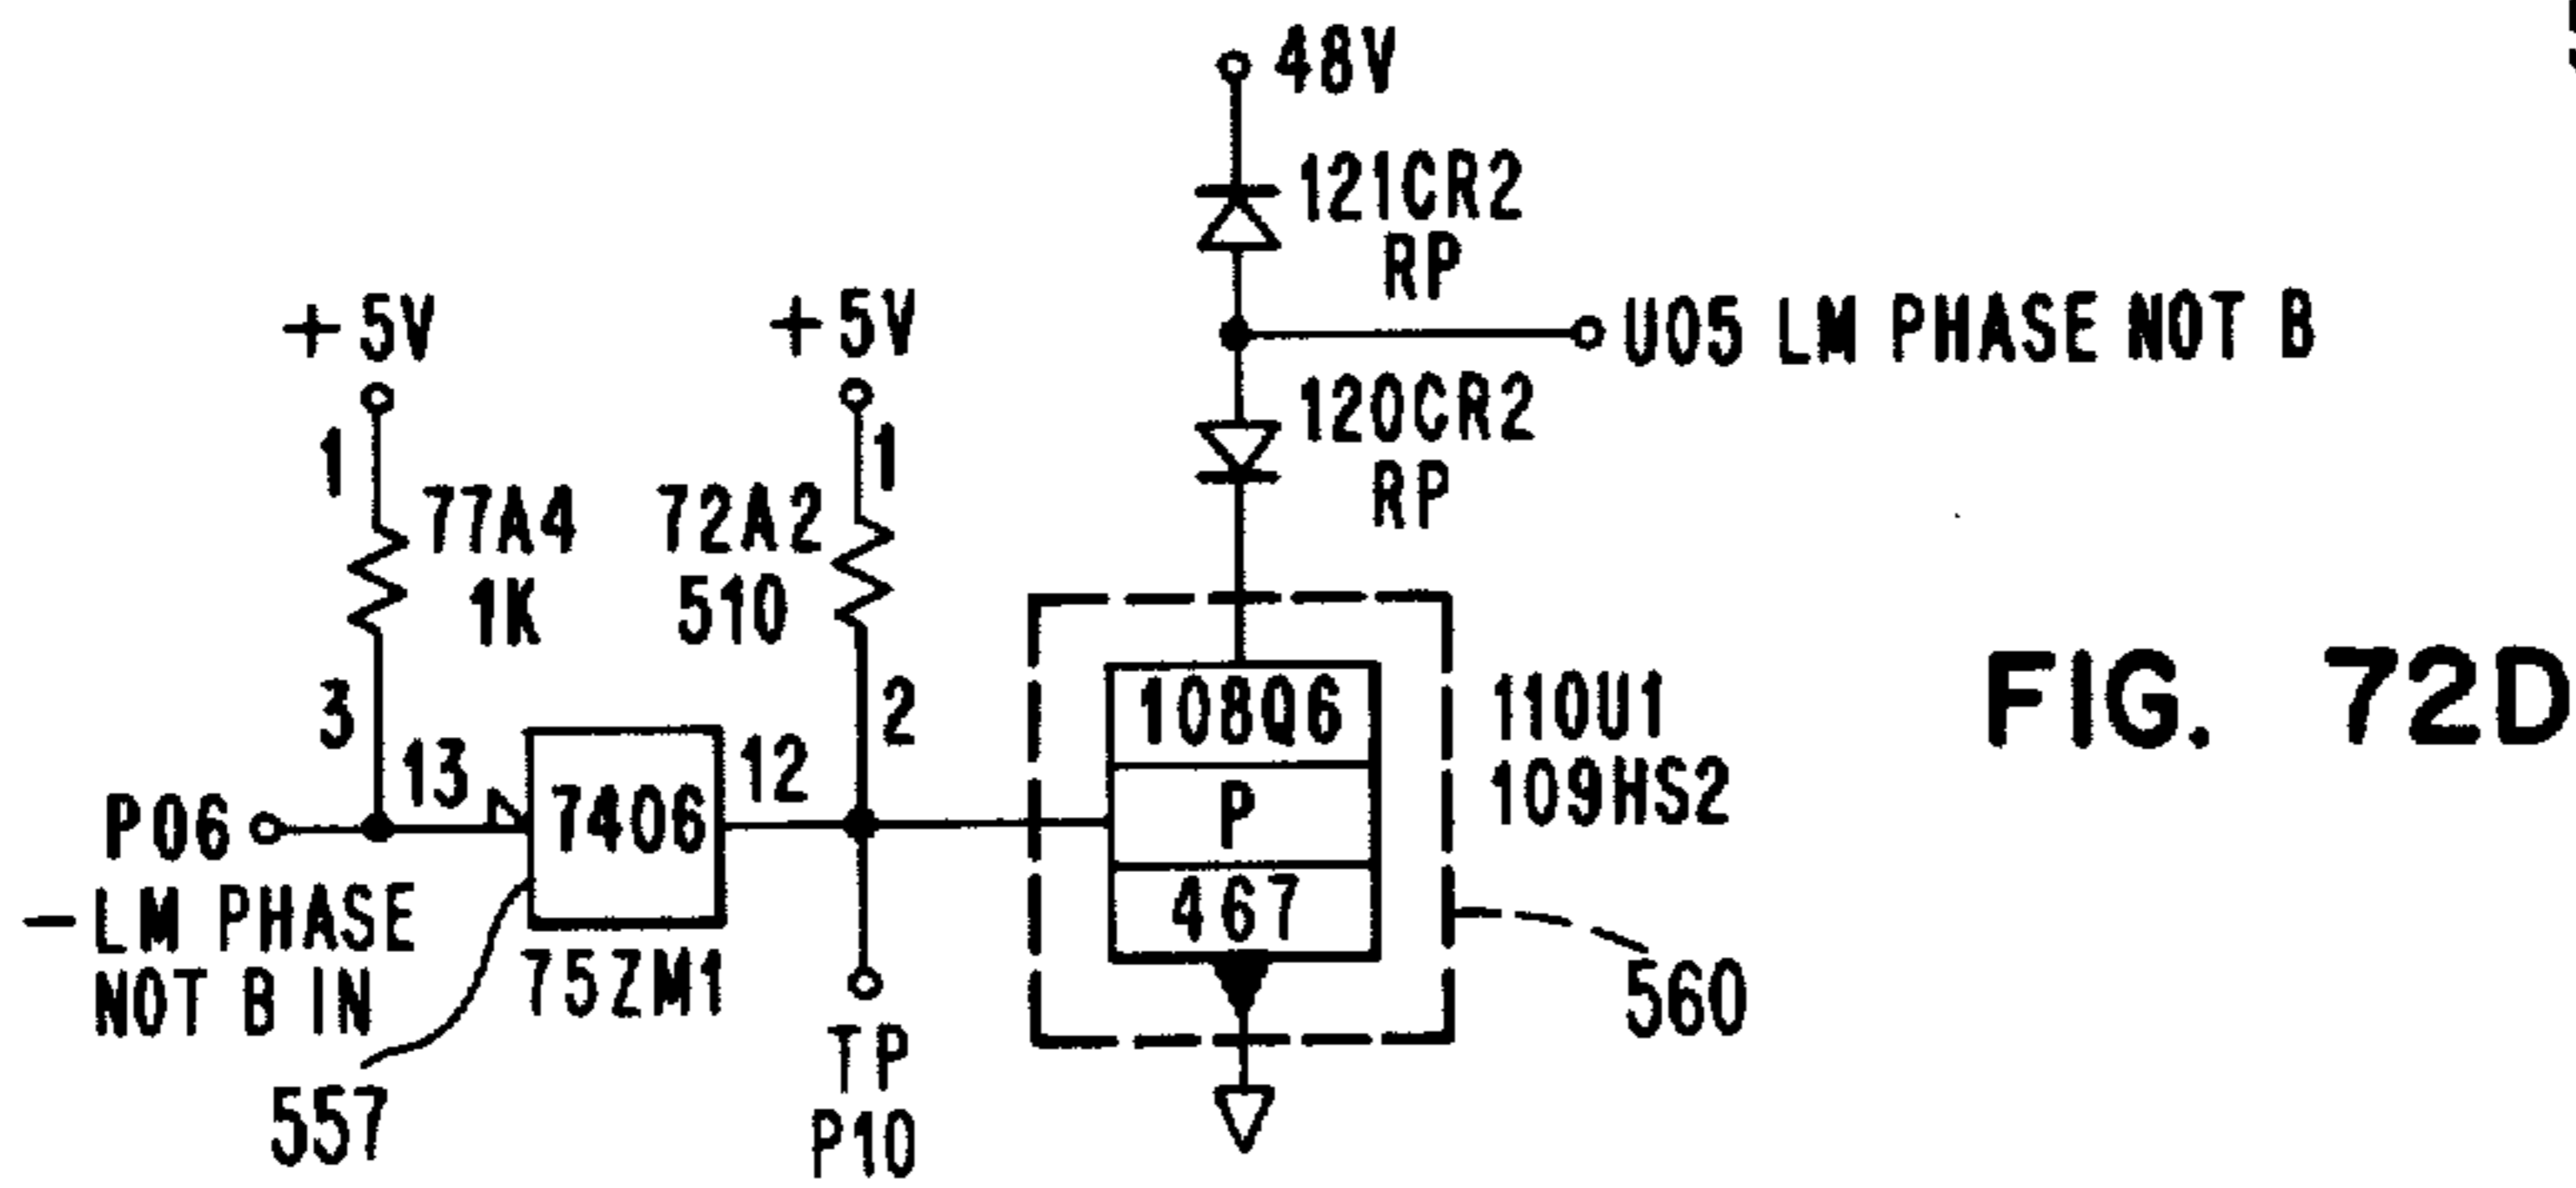 48V
121CR2
RP
+5V
+5V
U05 LM PHASE NOT B
120CR2
RP
1
1
77A4
1K
72A2
510
3
2
13
12
P06
7406
108Q6
P
467
110U1
109HS2
FIG. 72D
-LM PHASE
NOT B IN
75ZM1
560
557
TP
P10